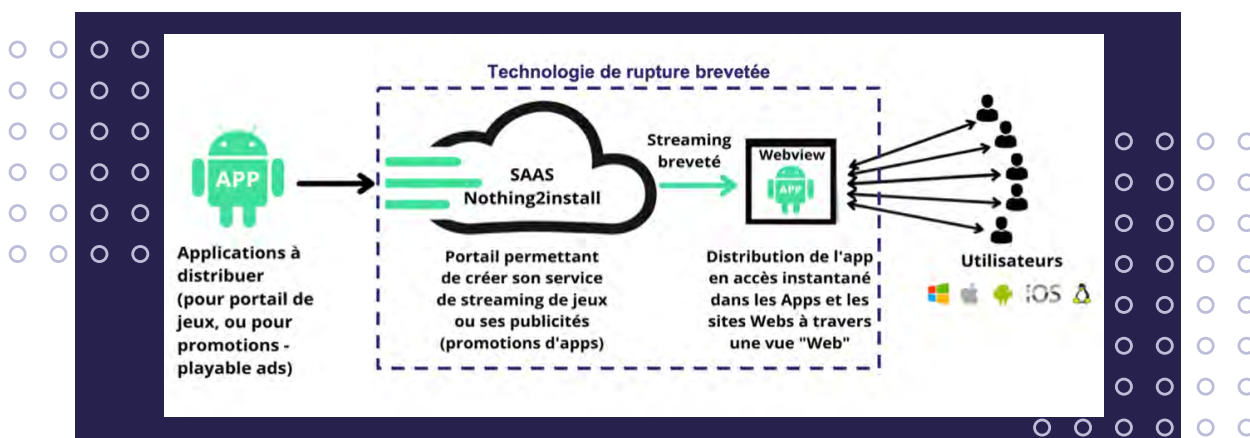 Technologie de rupture brevetée
APP
Applications à
distribuer
(pour portail de
jeux, ou pour
promotions -
playable ads)
SAAS
Nothing2install
Portail permettant
de créer son service
de streaming de jeux
ou ses publicités
(promotions d'apps)
Streaming
breveté
Webview
APP
Distribution de l'app
en accès instantané
dans les Apps et les
sites Webs à travers
une vue "Web"
Utilisateurs
iOS